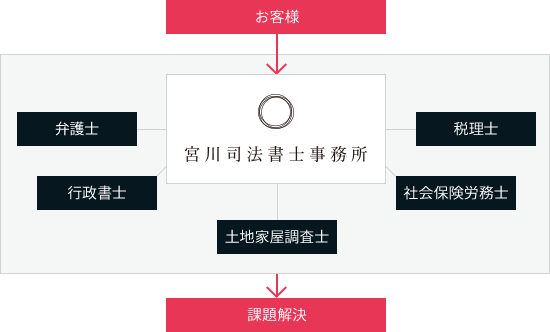 お客様
宮川司法書士事務所
弁護士
税理士
行政書士
社会保険労務士
土地家屋調査士
課題解決